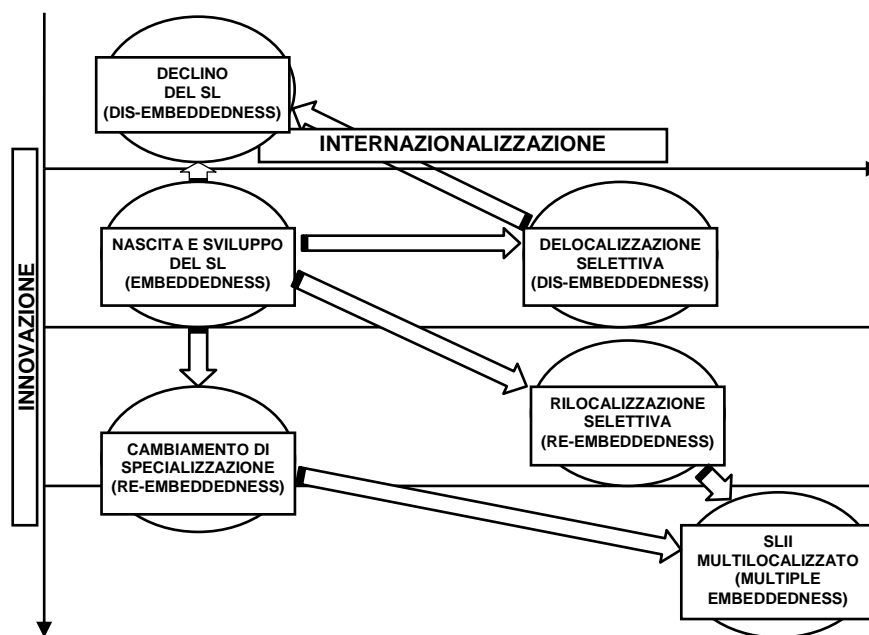 DECLINO
DEL SL
(DIS-EMBEDDEDNESS)
INTERNAZIONALIZZAZIONE
INNOVAZIONE
NASCITA E SVILUPPO
DEL SL
(EMBEDDEDNESS)
DELOCALIZZAZIONE
SELETTIVA
(DIS-EMBEDDEDNESS)
RILOCALIZZAZIONE
SELETTIVA
(RE-EMBEDDEDNESS)
CAMBIAMENTO DI
SPECIALIZZAZIONE
(RE-EMBEDDEDNESS)
SLII
MULTILOCALIZZATO
(MULTIPLE
EMBEDDEDNESS)